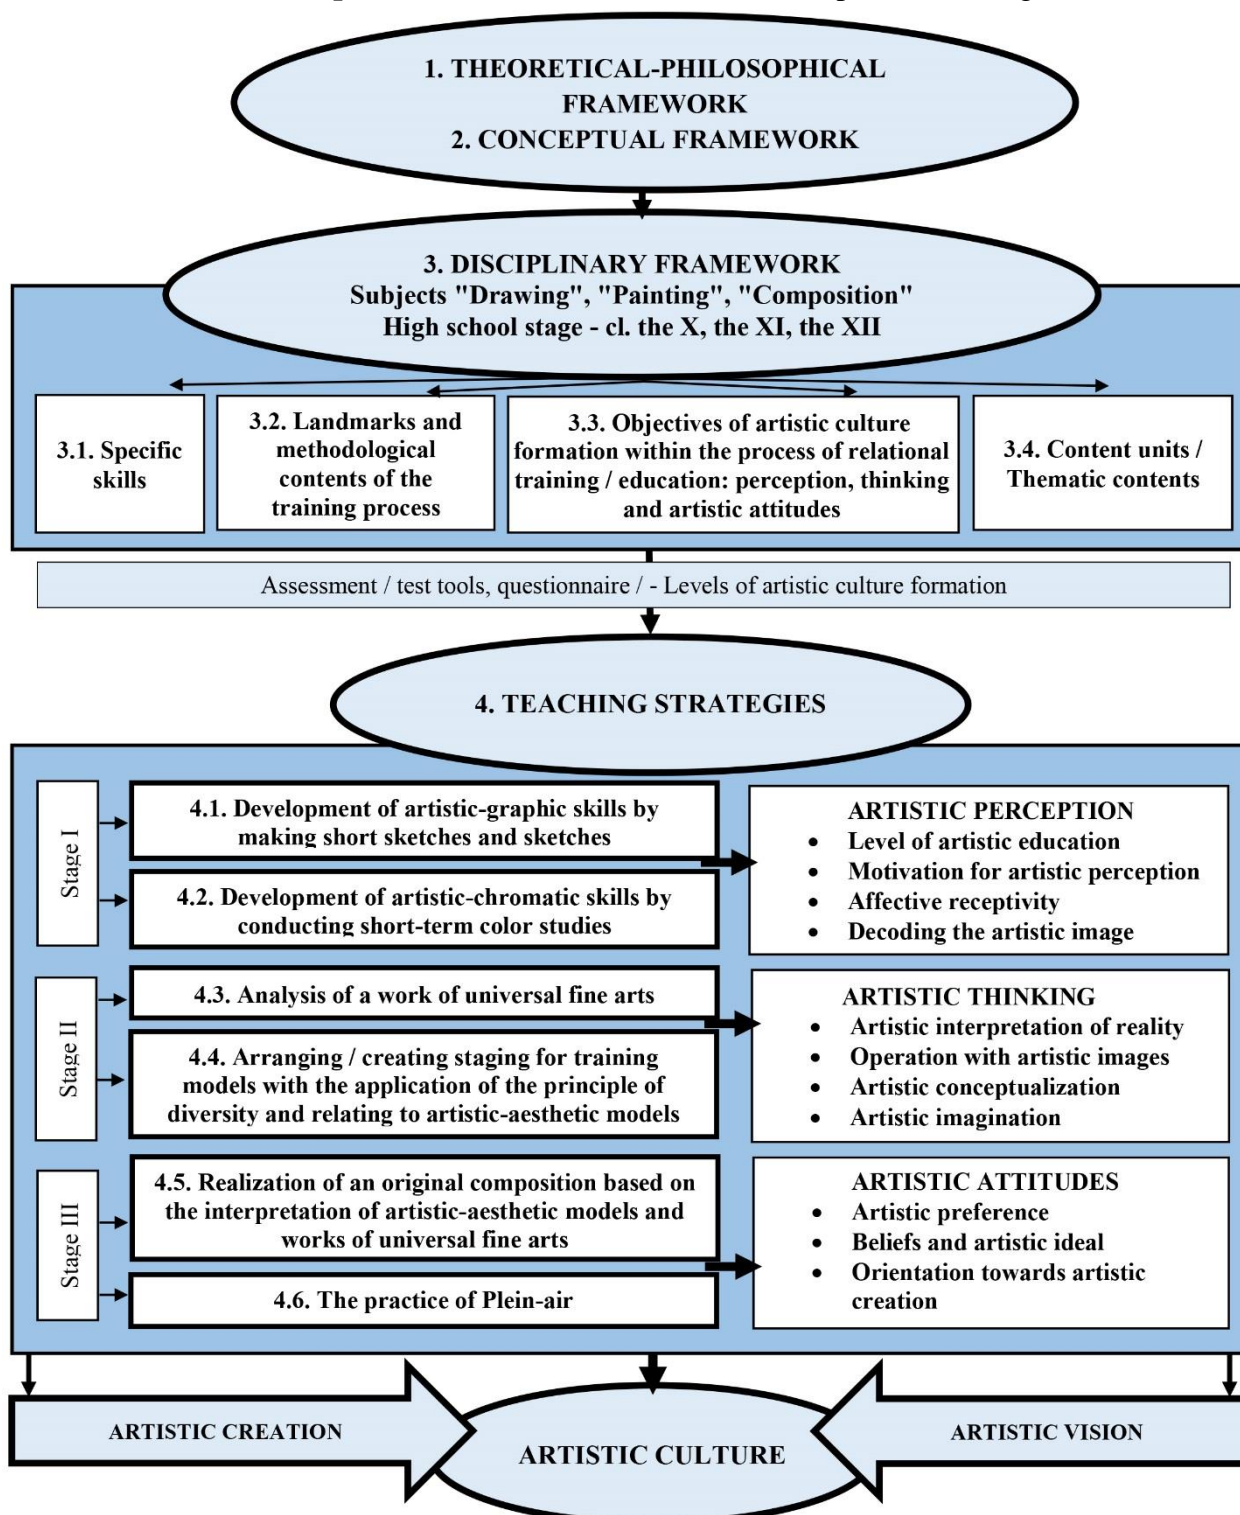 1. THEORETICAL-PHILOSOPHICAL
FRAMEWORK
2. CONCEPTUAL FRAMEWORK
3. DISCIPLINARY FRAMEWORK
Subjects "Drawing", "Painting", "Composition"
High school stage - cl. the X, the XI, the XII
3.1. Specific
skills
3.2. Landmarks and
methodological
contents of the
training process
3.3. Objectives of artistic culture
formation within the process of relational
training / education: perception, thinking
and artistic attitudes
3.4. Content units /
Thematic contents
Assessment / test tools, questionnaire / - Levels of artistic culture formation
4. TEACHING STRATEGIES
Stage I
4.1. Development of artistic-graphic skills by
making short sketches and sketches
4.2. Development of artistic-chromatic skills by
conducting short-term color studies
ARTISTIC PERCEPTION
• Level of artistic education
• Motivation for artistic perception
• Affective receptivity
• Decoding the artistic image
Stage II
4.3. Analysis of a work of universal fine arts
4.4. Arranging / creating staging for training
models with the application of the principle of
diversity and relating to artistic-aesthetic models
ARTISTIC THINKING
• Artistic interpretation of reality
• Operation with artistic images
• Artistic conceptualization
• Artistic imagination
Stage III
4.5. Realization of an original composition based on
the interpretation of artistic-aesthetic models and
works of universal fine arts
4.6. The practice of Plein-air
ARTISTIC ATTITUDES
• Artistic preference
• Beliefs and artistic ideal
• Orientation towards artistic
creation
ARTISTIC CREATION
ARTISTIC CULTURE
ARTISTIC VISION